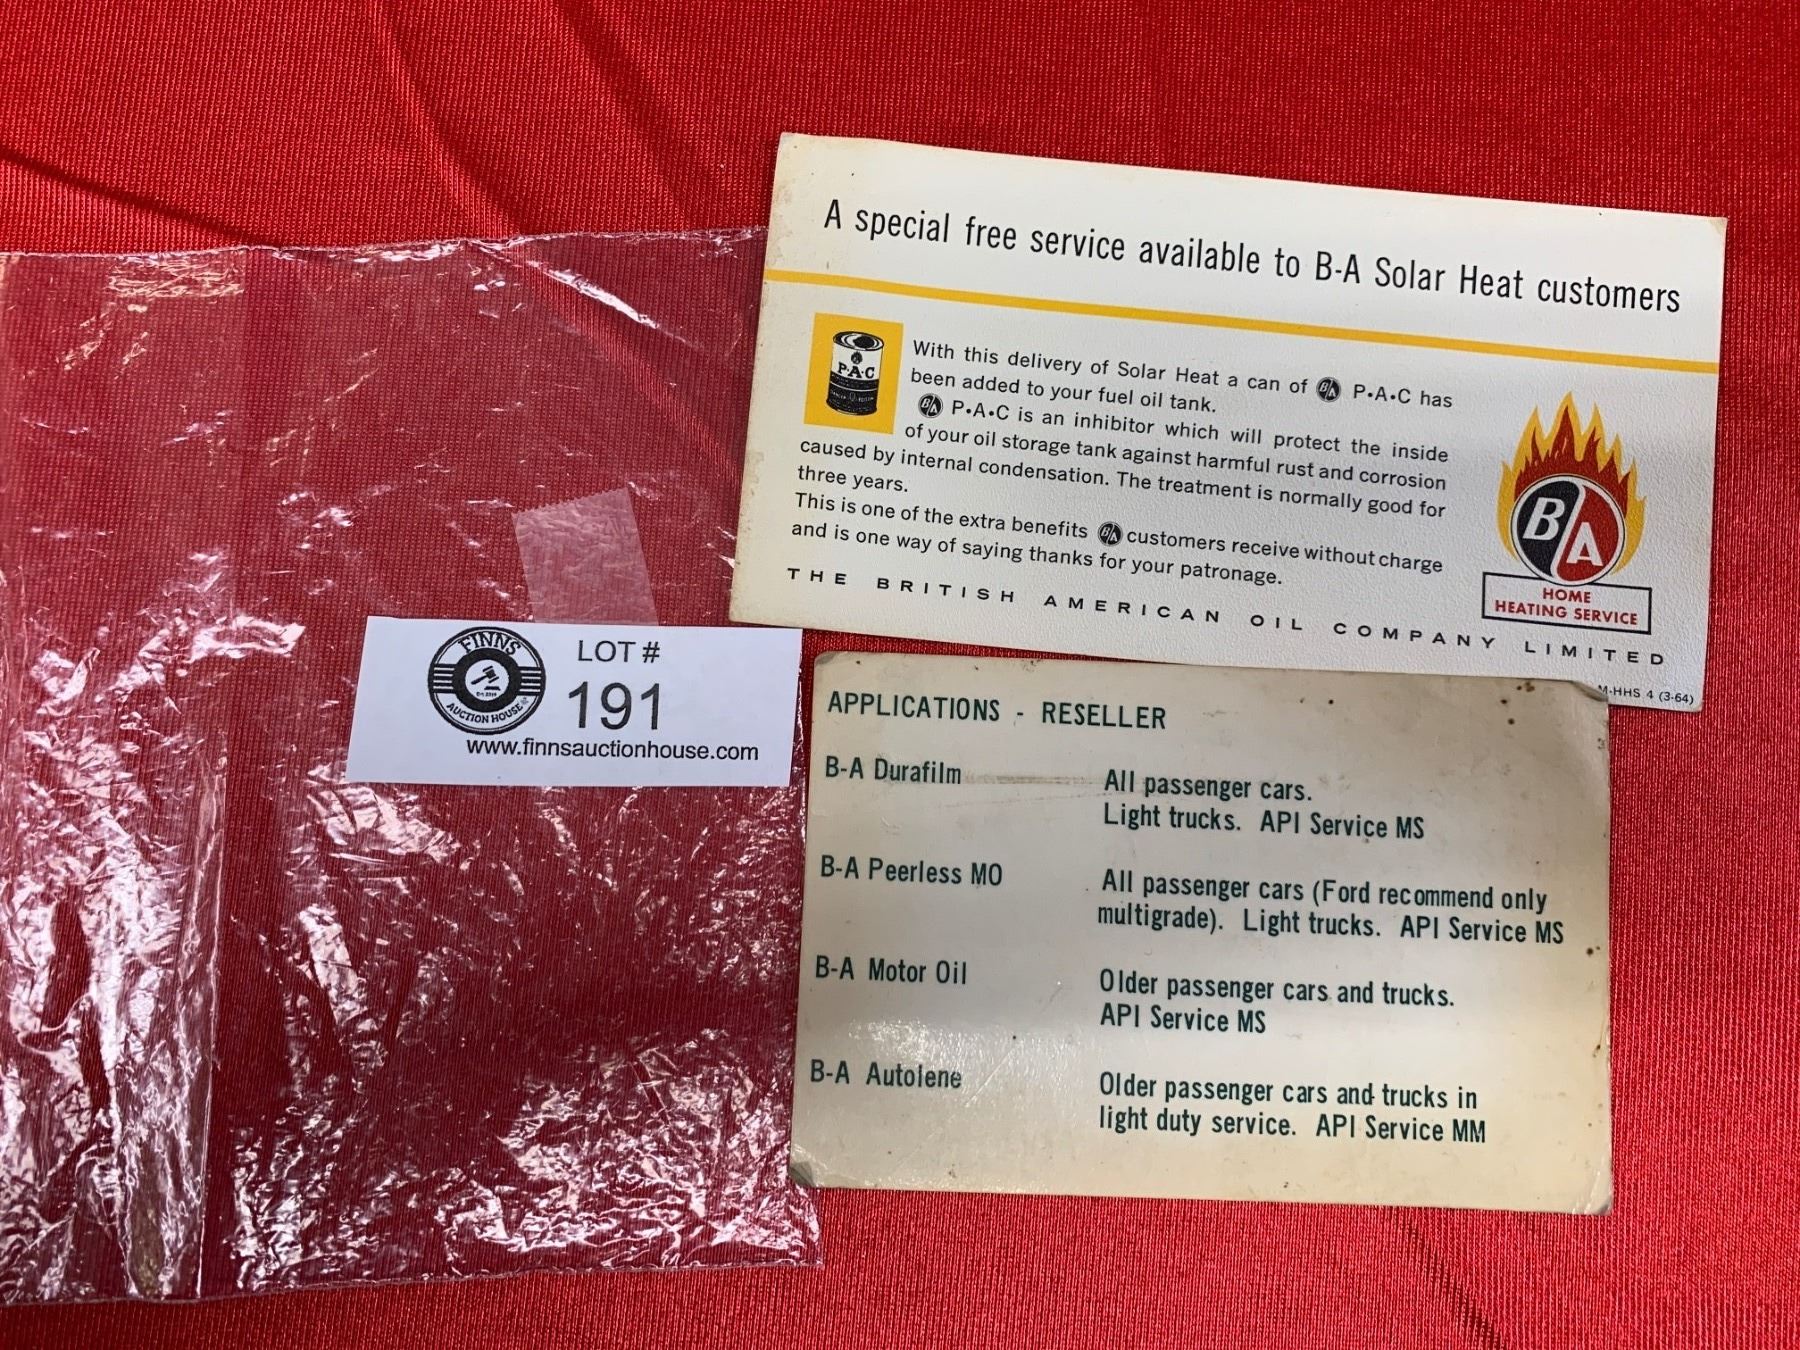 A special free service available to B-A Solar Heat customers
P·A·C
With this delivery of Solar Heat a can of B/A P•A•C has
been added to your fuel oil tank.
B/A P•A•C is an inhibitor which will protect the inside
of your oil storage tank against harmful rust and corrosion
caused by internal condensation. The treatment is normally good for
three years.
This is one of the extra benefits B/A customers receive without charge
and is one way of saying thanks for your patronage.
THE BRITISH AMERICAN OIL COMPANY LIMITED
B/A
HOME
HEATING SERVICE
M-HHS 4 (3-64)
FINNS
AUCTION HOUSE
LOT #
191
www.finnsauctionhouse.com
APPLICATIONS - RESELLER
B-A Durafilm All passenger cars.
Light trucks. API Service MS
B-A Peerless MO All passenger cars (Ford recommend only
multigrade). Light trucks. API Service MS
B-A Motor Oil Older passenger cars and trucks.
API Service MS
B-A Autolene Older passenger cars and trucks in
light duty service. API Service MM